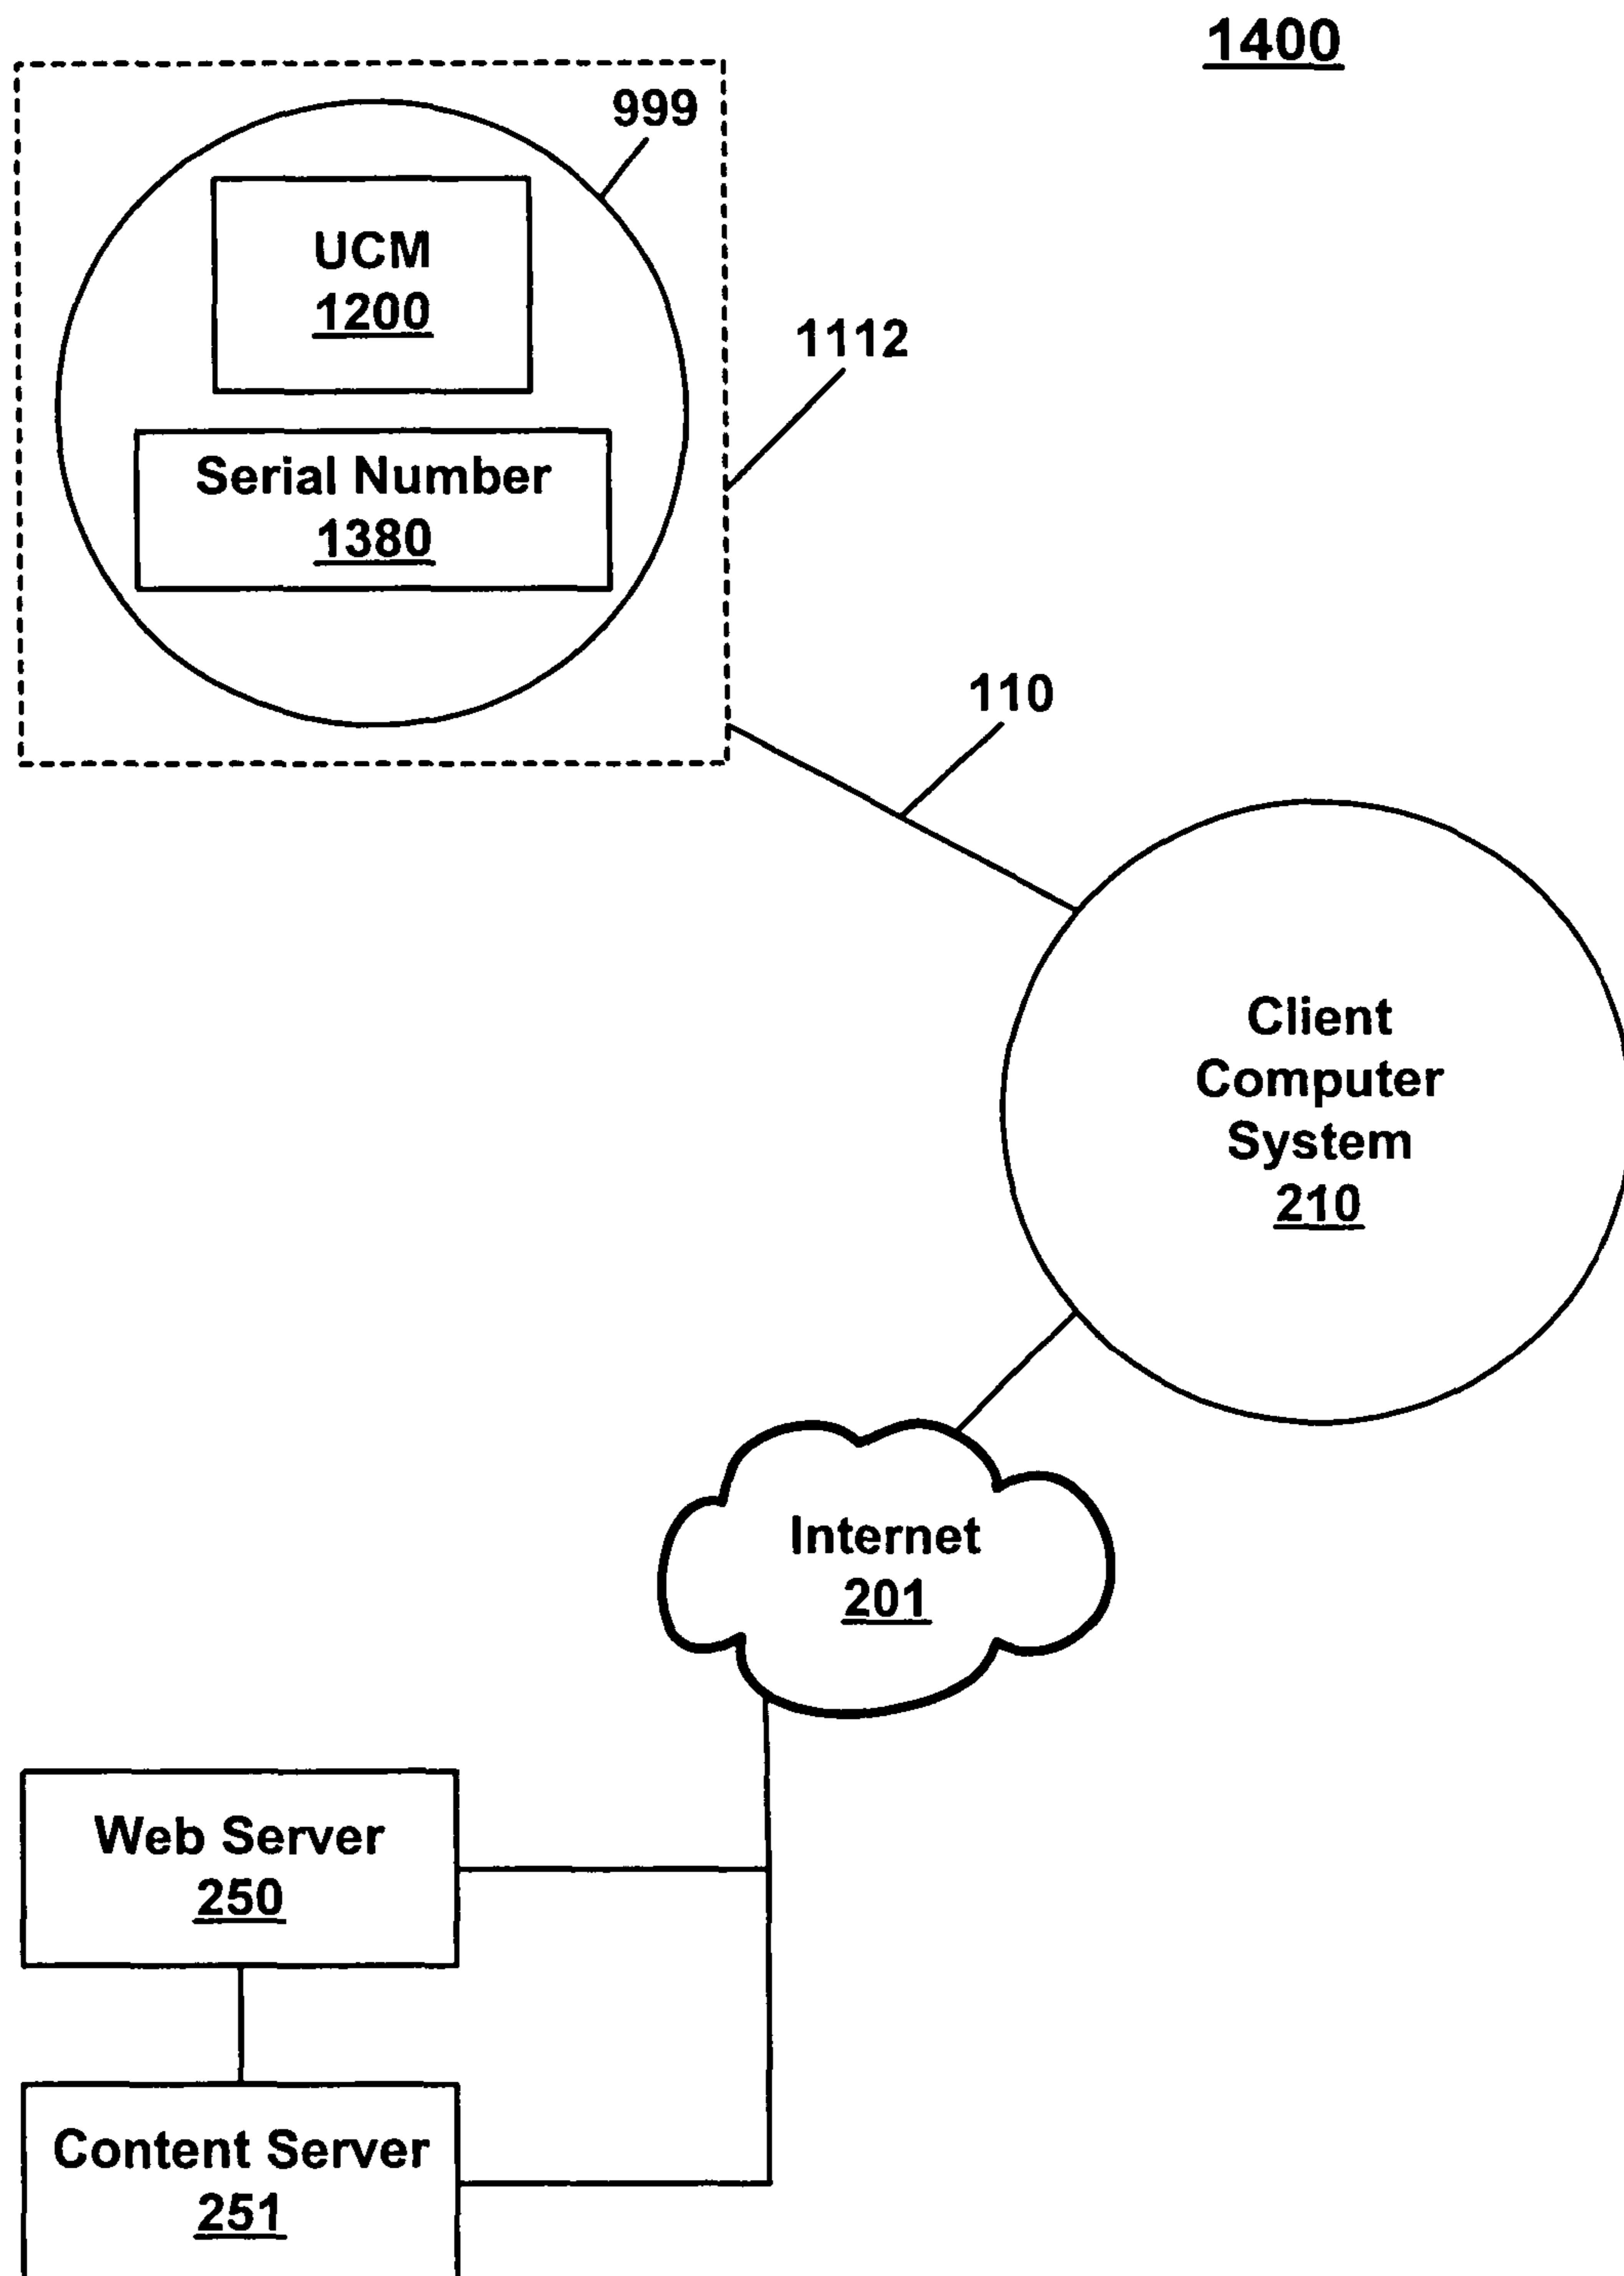 1400
999
UCM
1200
1112
Serial Number
1380
110
Client
Computer
System
210
Internet
201
Web Server
250
Content Server
251